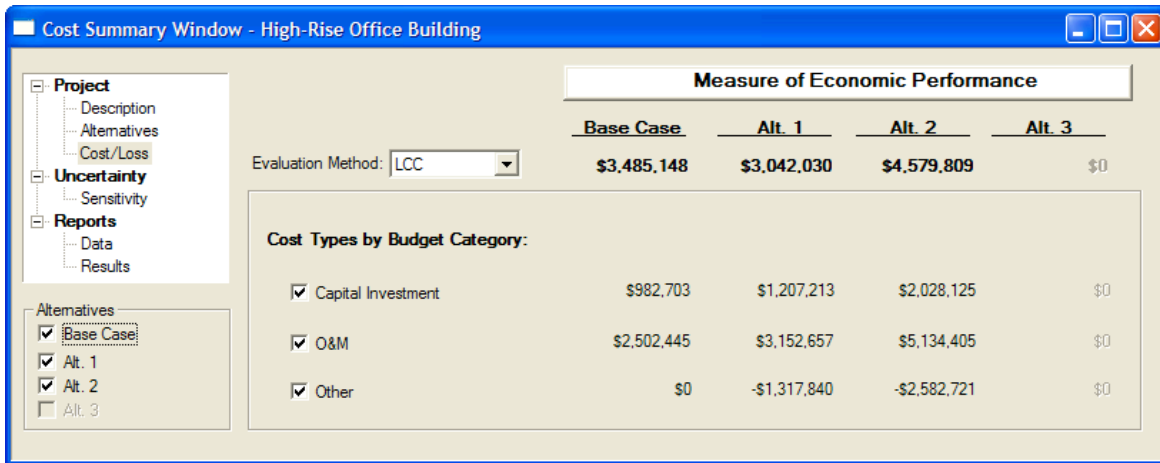 Cost Summary Window - High-Rise Office Building
Project
Description
Alternatives
Cost/Loss
Uncertainty
Sensitivity
Reports
Data
Results
Alternatives
Base Case
Alt. 1
Alt. 2
Alt. 3
Measure of Economic Performance
Base Case Alt. 1 Alt. 2 Alt. 3
Evaluation Method: LCC $3,485,148 $3,042,030 $4,579,809 $0
Cost Types by Budget Category:
Capital Investment $982,703 $1,207,213 $2,028,125 $0
O&M $2,502,445 $3,152,657 $5,134,405 $0
Other $0 -$1,317,840 -$2,582,721 $0